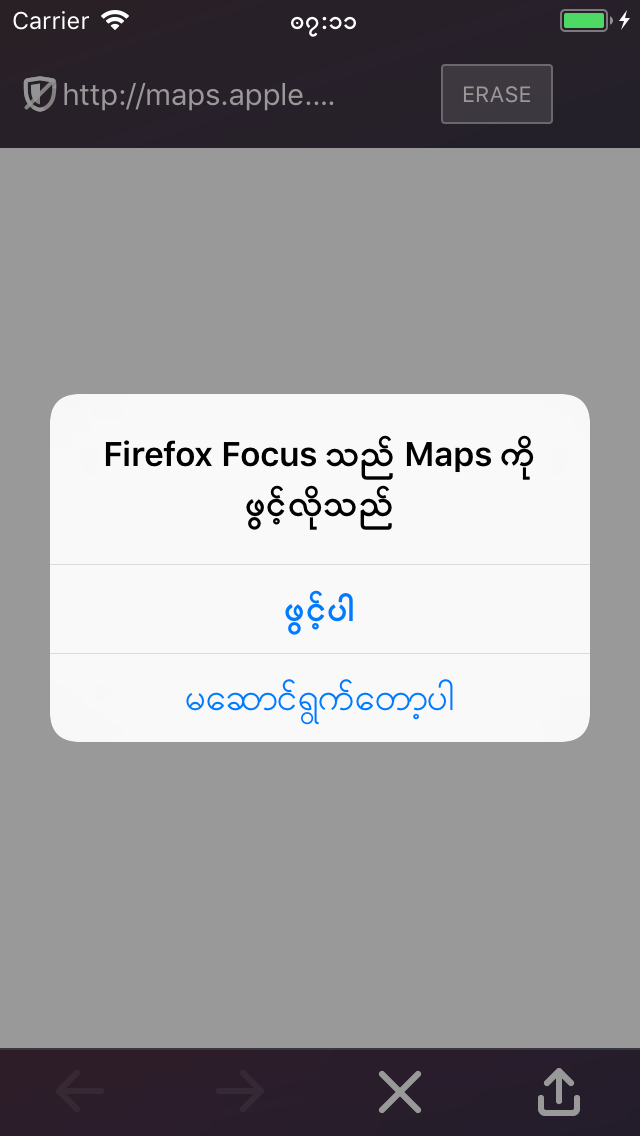 Carrier ၀၇:၁၁
http://maps.apple.... ERASE
Firefox Focus သည် Maps ကို
ဖွင့်လိုသည်
ဖွင့်ပါ
မဆောင်ရွက်တော့ပါ